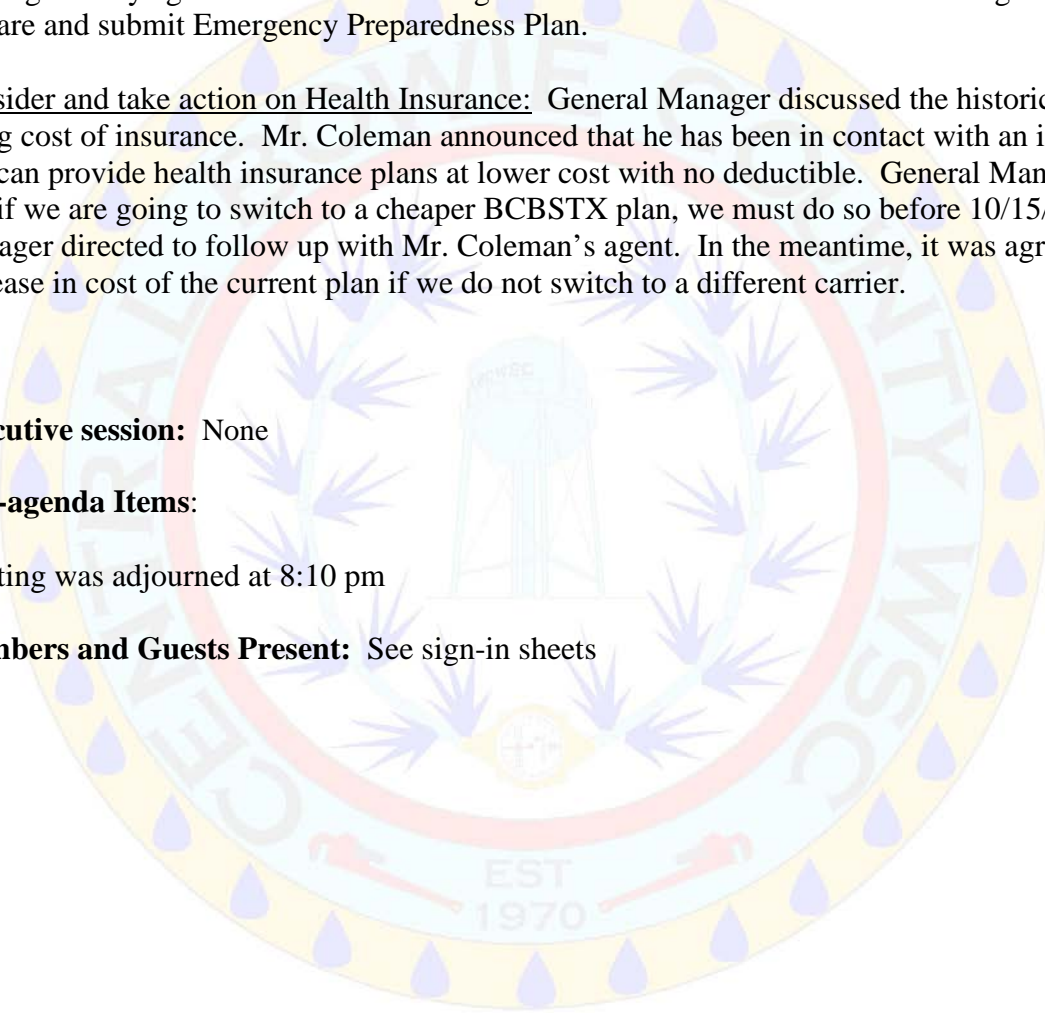 are and submit Emergency Preparedness Plan.
sider and take action on Health Insurance: General Manager discussed the historic
g cost of insurance. Mr. Coleman announced that he has been in contact with an i
can provide health insurance plans at lower cost with no deductible. General Man
if we are going to switch to a cheaper BCBSTX plan, we must do so before 10/15/
ager directed to follow up with Mr. Coleman’s agent. In the meantime, it was agr
ease in cost of the current plan if we do not switch to a different carrier.
cutive session: None
-agenda Items:
ting was adjourned at 8:10 pm
mbers and Guests Present: See sign-in sheets
CENTRAL BOWIE COUNTY WSC
EST
1970